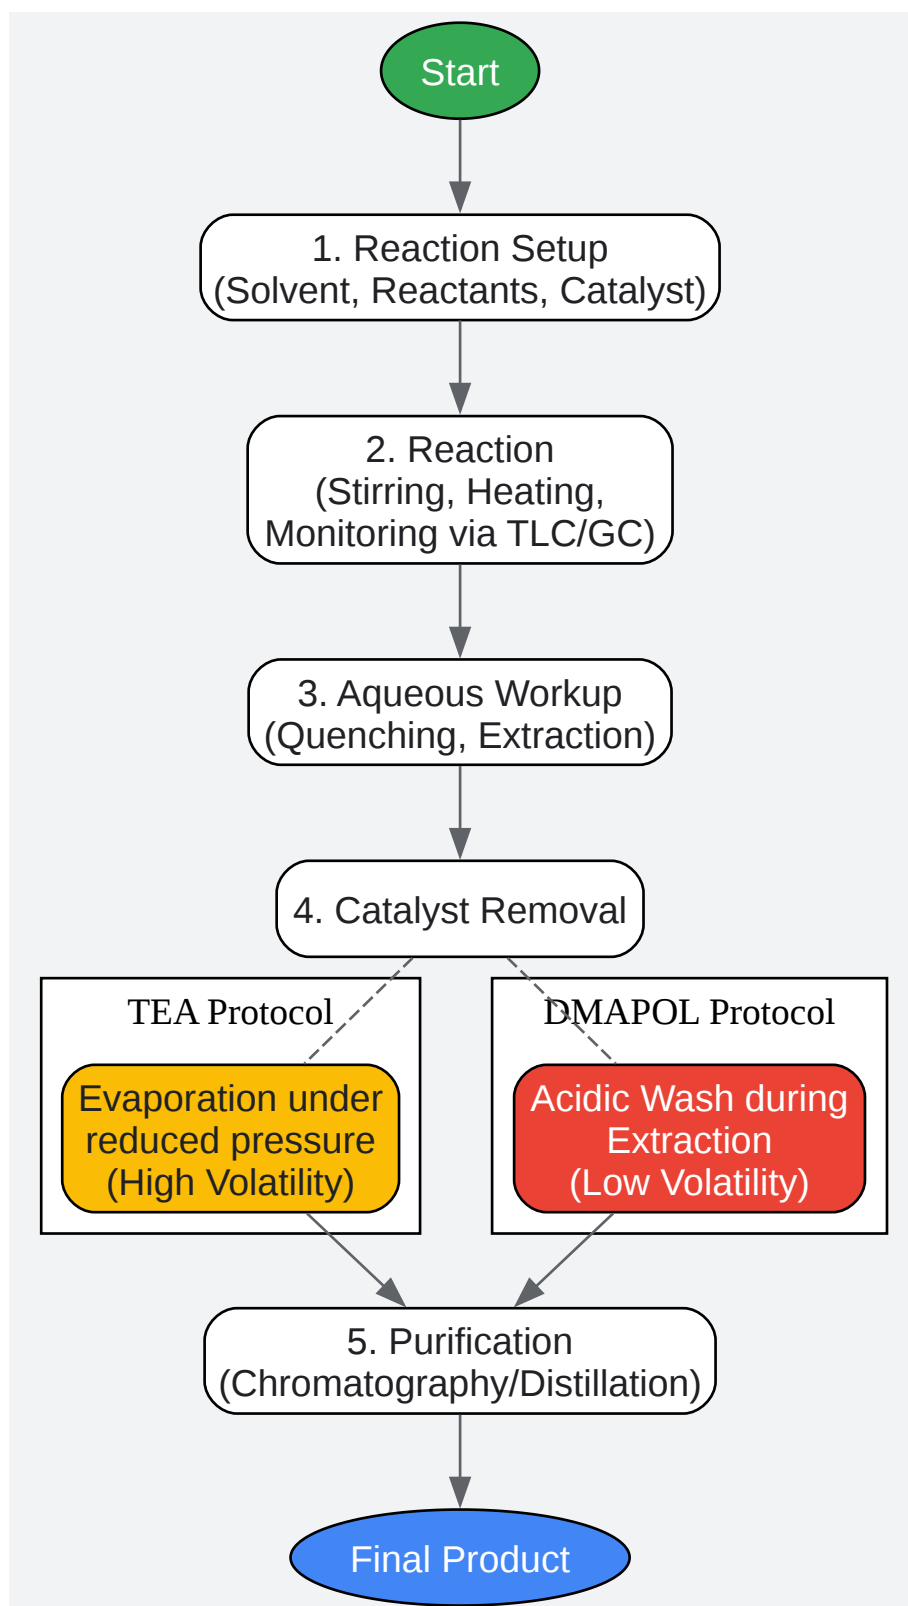 Start
1. Reaction Setup
(Solvent, Reactants, Catalyst)
2. Reaction
(Stirring, Heating,
Monitoring via TLC/GC)
3. Aqueous Workup
(Quenching, Extraction)
4. Catalyst Removal
TEA Protocol
Evaporation under
reduced pressure
(High Volatility)
DMAPOL Protocol
Acidic Wash during
Extraction
(Low Volatility)
5. Purification
(Chromatography/Distillation)
Final Product